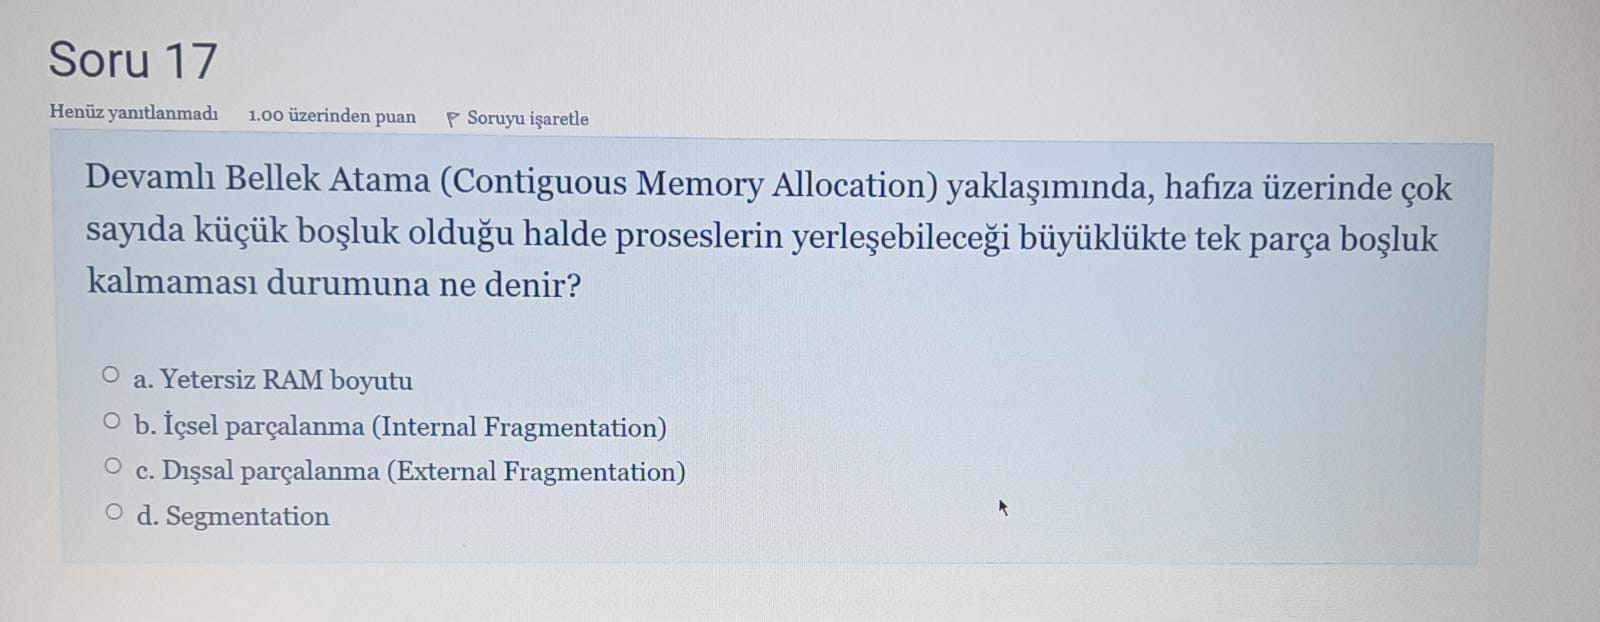 Soru 17
Henüz yanıtlanmadı 1.00 üzerinden puan Soruyu işaretle
Devamlı Bellek Atama (Contiguous Memory Allocation) yaklaşımında, hafıza üzerinde çok
sayıda küçük boşluk olduğu halde proseslerin yerleşebileceği büyüklükte tek parça boşluk
kalmaması durumuna ne denir?
a. Yetersiz RAM boyutu
b. İçsel parçalanma (Internal Fragmentation)
c. Dışsal parçalanma (External Fragmentation)
d. Segmentation